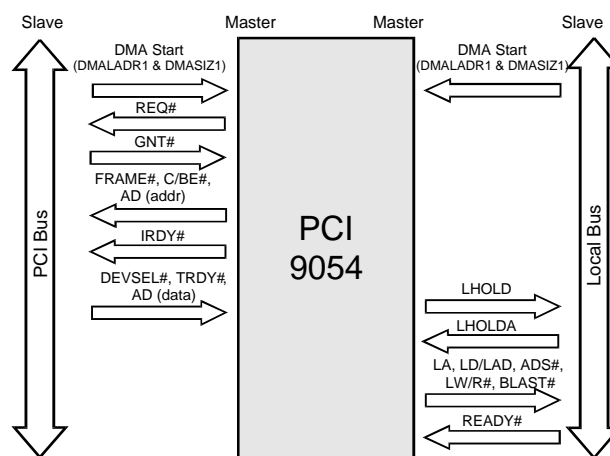 Slave
Master
Master
Slave
DMA Start
(DMALADR1 & DMASIZ1)
REQ#
GNT#
FRAME#, C/BE#,
AD (addr)
IRDY#
DEVSEL#, TRDY#,
AD (data)
PCI Bus
PCI
9054
DMA Start
(DMALADR1 & DMASIZ1)
LHOLD
LHOLDA
LA, LD/LAD, ADS#,
LW/R#, BLAST#
READY#
Local Bus